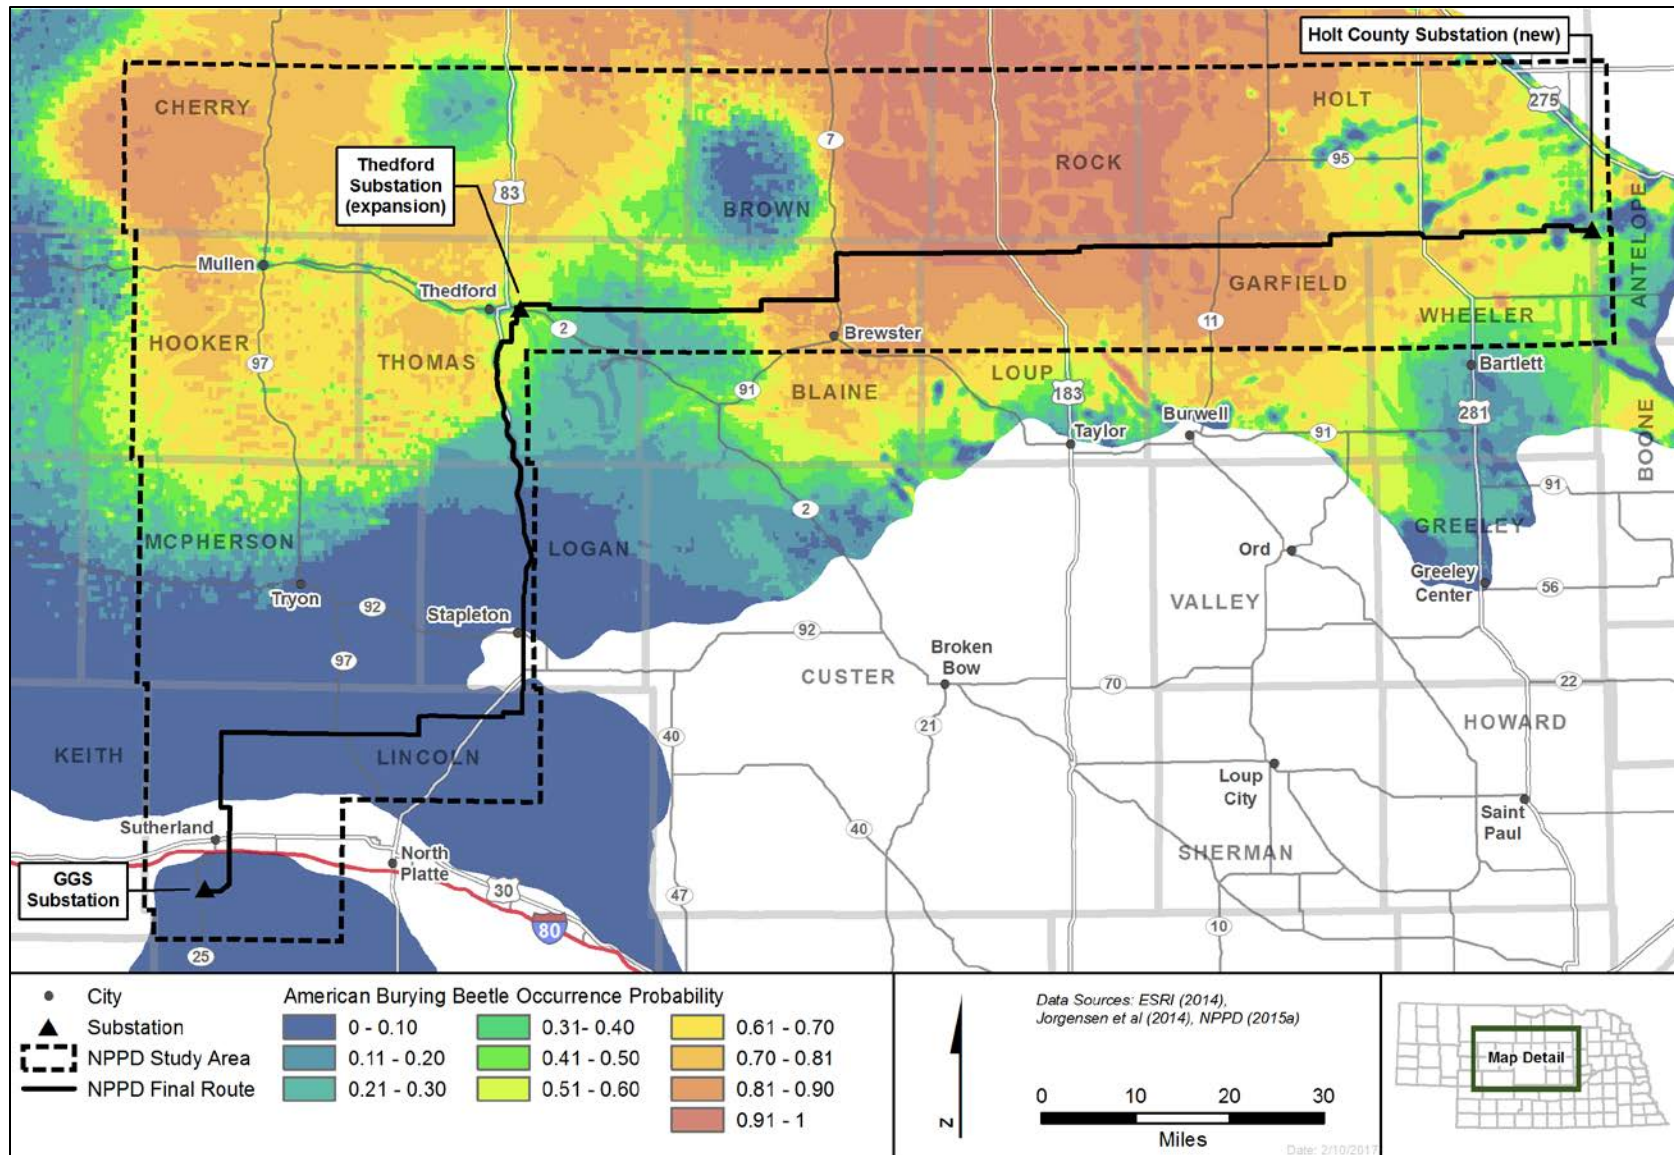 Holt County Substation (new)
275
CHERRY
HOLT
Thedford
Substation
(expansion)
7
95
ROCK
83
BROWN
ANTELOPE
Mullen
Thedford
GARFIELD
2
11
WHEELER
HOOKER
Brewster
97
THOMAS
91
BLAINE
LOUP
183
Bartlett
Burwell
281
Taylor
91
BOONE
91
2
GREELEY
MCPHERSON
LOGAN
Ord
Greeley
Center
56
Tryon
92
Stapleton
VALLEY
92
Broken
Bow
97
CUSTER
70
22
21
HOWARD
KEITH
LINCOLN
40
Loup
City
Saint
Paul
Sutherland
40
North
Platte
SHERMAN
GGS
Substation
30
47
80
10
25
City
Substation
NPPD Study Area
NPPD Final Route
American Burying Beetle Occurrence Probability
0 - 0.10
0.11 - 0.20
0.21 - 0.30
0.31- 0.40
0.41 - 0.50
0.51 - 0.60
0.61 - 0.70
0.70 - 0.81
0.81 - 0.90
0.91 - 1
N
Data Sources: ESRI (2014),
Jorgensen et al (2014), NPPD (2015a)
0 10 20 30
Miles
Date: 2/10/2017
Map Detail